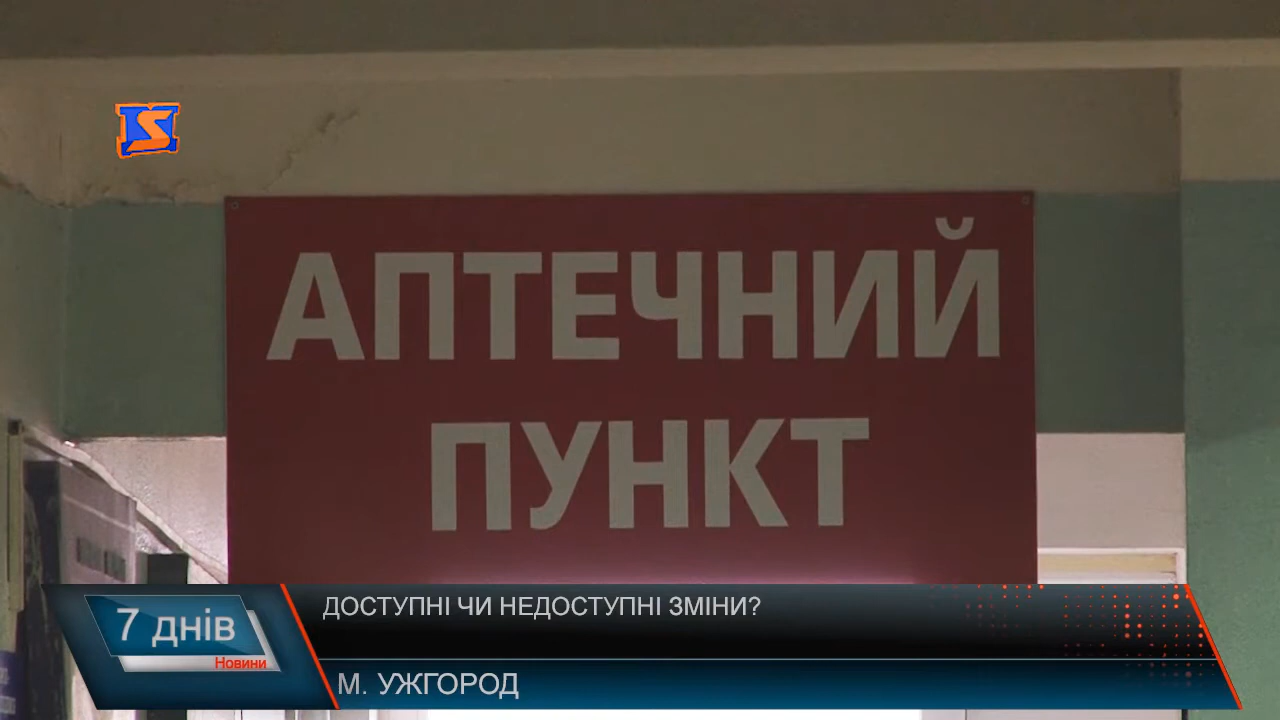 АПТЕЧНИЙ
ПУНКТ
ДОСТУПНІ ЧИ НЕДОСТУПНІ ЗМІНИ?
7 днів
Новини
М. УЖГОРОД